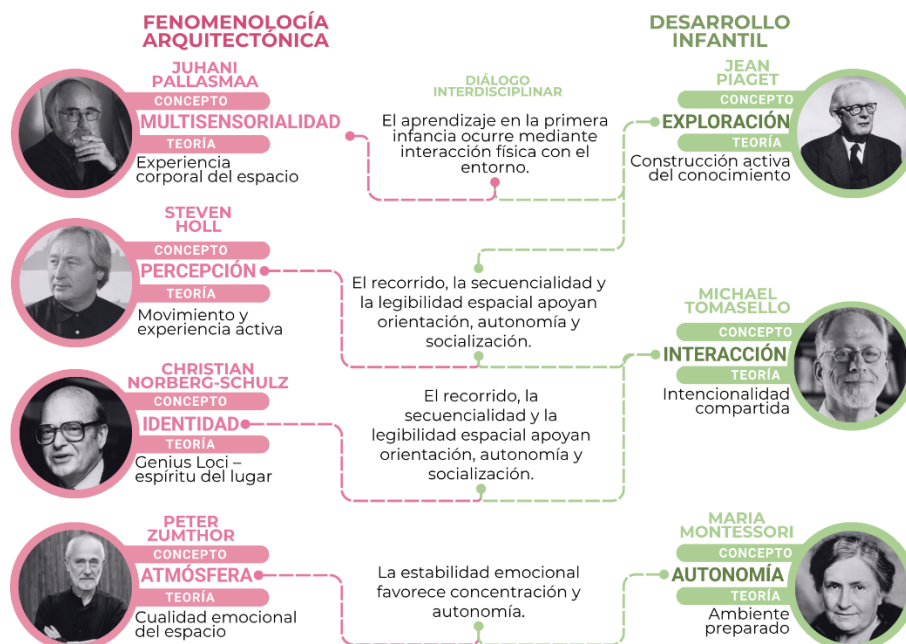 FENOMENOLOGÍA
ARQUITECTÓNICA
JUHANI
PALLASMAA
CONCEPTO
MULTISENSORIALIDAD
TEORÍA
Experiencia
corporal del espacio
STEVEN
HOLL
CONCEPTO
PERCEPCIÓN
TEORÍA
Movimiento y
experiencia activa
CHRISTIAN
NORBERG-SCHULZ
CONCEPTO
IDENTIDAD
TEORÍA
Genius Loci –
espíritu del lugar
PETER
ZUMTHOR
CONCEPTO
ATMÓSFERA
TEORÍA
Cualidad emocional
del espacio
DIÁLOGO
INTERDISCIPLINAR
El aprendizaje en la primera
infancia ocurre mediante
interacción física con el
entorno.
El recorrido, la secuencialidad y
la legibilidad espacial apoyan
orientación, autonomía y
socialización.
El recorrido, la
secuencialidad y la
legibilidad espacial apoyan
orientación, autonomía y
socialización.
La estabilidad emocional
favorece concentración y
autonomía.
DESARROLLO
INFANTIL
JEAN
PIAGET
CONCEPTO
EXPLORACIÓN
TEORÍA
Construcción activa
del conocimiento
MICHAEL
TOMASELLO
CONCEPTO
INTERACCIÓN
TEORÍA
Intencionalidad
compartida
MARIA
MONTESSORI
CONCEPTO
AUTONOMÍA
TEORÍA
Ambiente
preparado